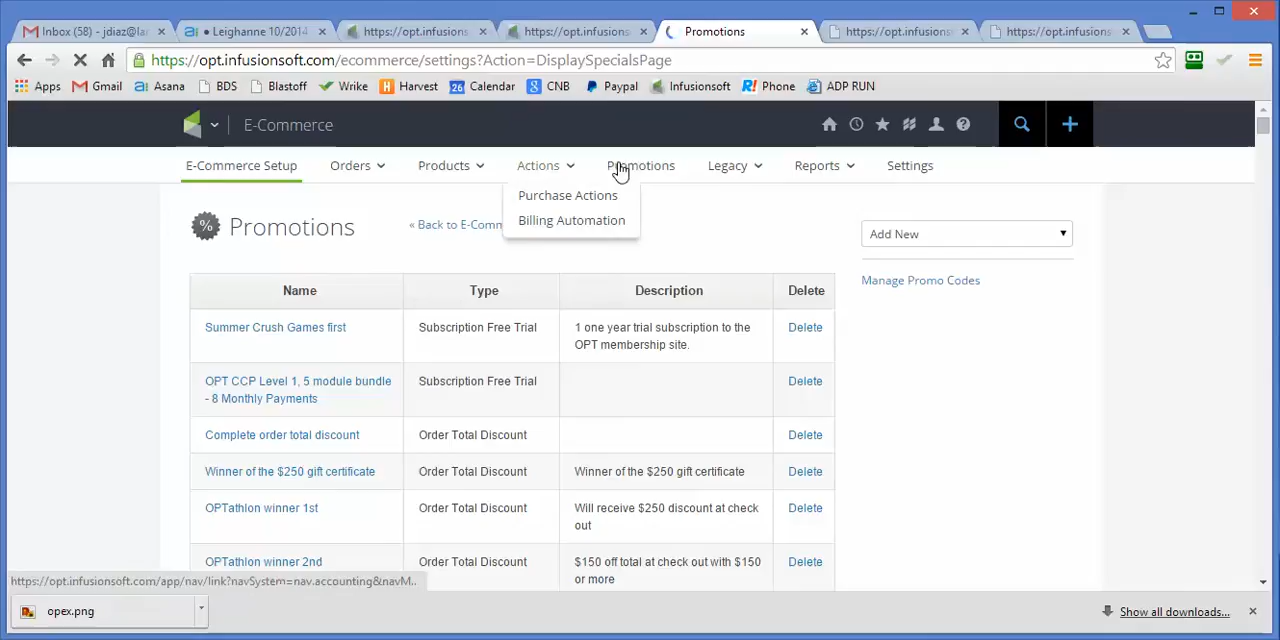 Inbox (58) - jdiaz@la
Leighanne 10/2014
https://opt.infusions
https://opt.infusions
Promotions
https://opt.infusions
https://opt.infusions
https://opt.infusionsoft.com/ecommerce/settings?Action=DisplaySpecialsPage
Apps Gmail Asana BDS Blastoff Wrike Harvest Calendar CNB Paypal Infusionsoft Phone ADP RUN
E-Commerce
E-Commerce Setup Orders Products Actions Promotions Legacy Reports Settings
Purchase Actions
Billing Automation
Promotions
« Back to E-Comm
Add New
Manage Promo Codes
Name Type Description Delete
Summer Crush Games first Subscription Free Trial 1 one year trial subscription to the Delete
OPT membership site.
OPT CCP Level 1, 5 module bundle Subscription Free Trial Delete
- 8 Monthly Payments
Complete order total discount Order Total Discount Delete
Winner of the $250 gift certificate Order Total Discount Winner of the $250 gift certificate Delete
OPTathlon winner 1st Order Total Discount Will receive $250 discount at check Delete
out
OPTathlon winner 2nd Order Total Discount $150 off total at check out with $150 Delete
or more
https://opt.infusionsoft.com/app/nav/link?navSystem=nav.accounting&navM..
opex.png
Show all downloads...